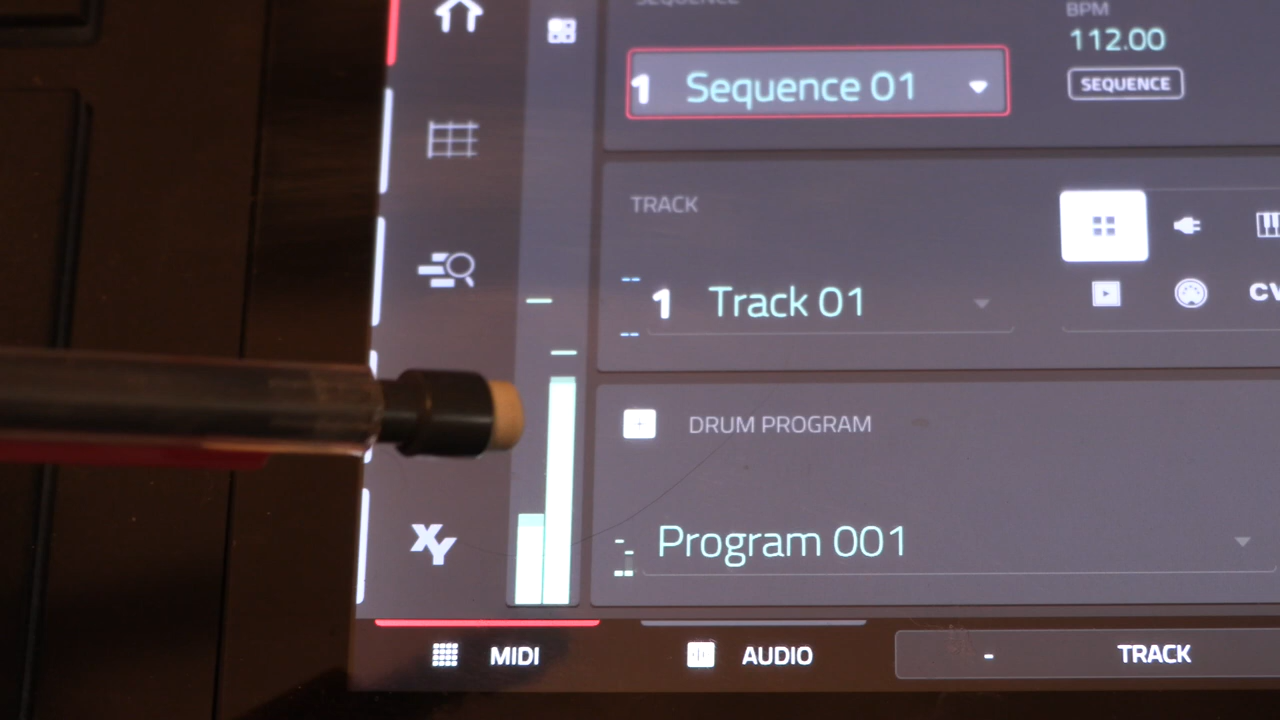 SEQUENCE
BPM
112.00
1 Sequence 01
SEQUENCE
TRACK
1 Track 01
DRUM PROGRAM
Program 001
XY
MIDI
AUDIO
- TRACK